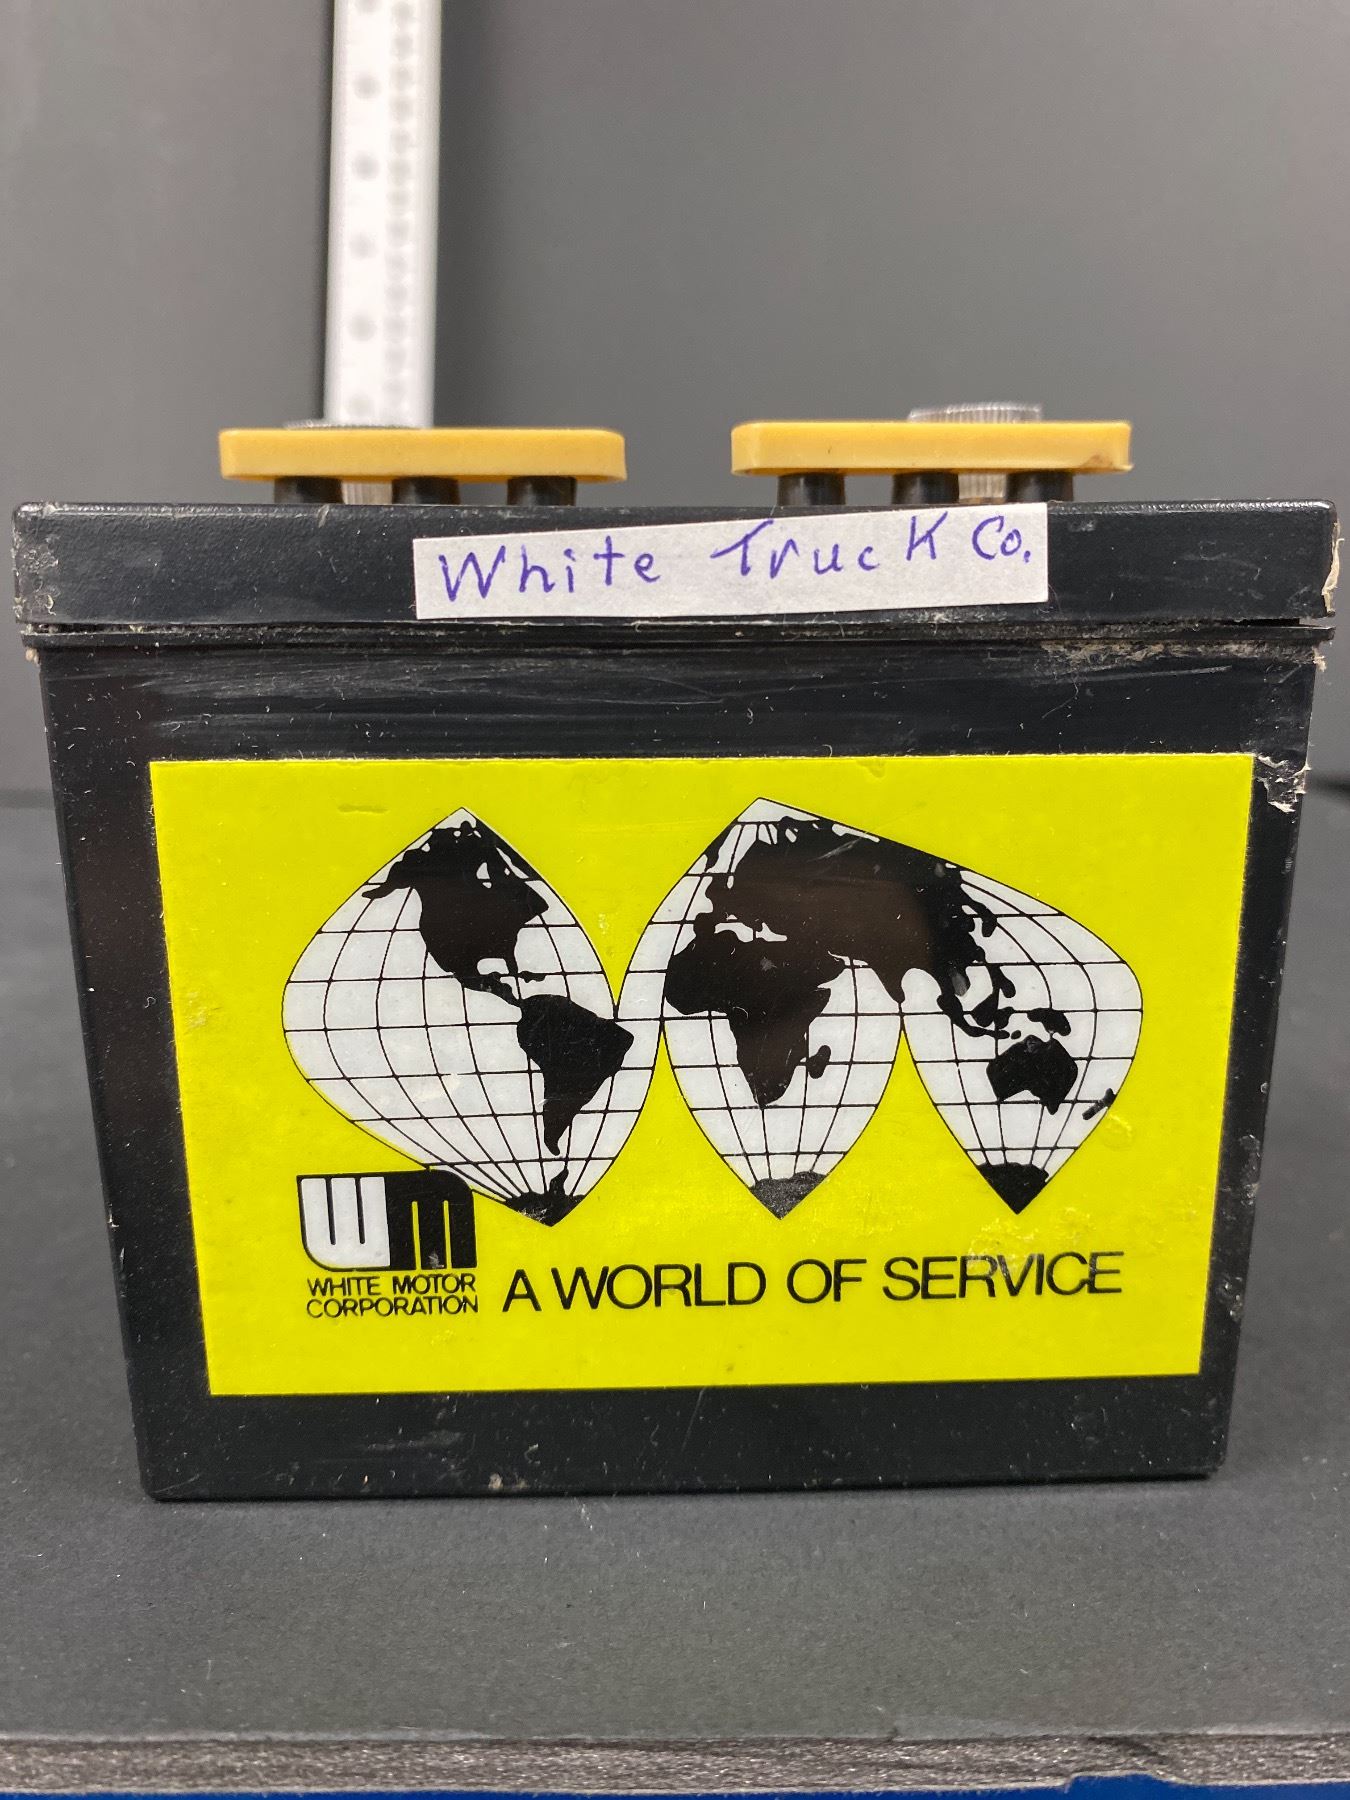 White Truck Co.
WM
WHITE MOTOR
CORPORATION
A WORLD OF SERVICE